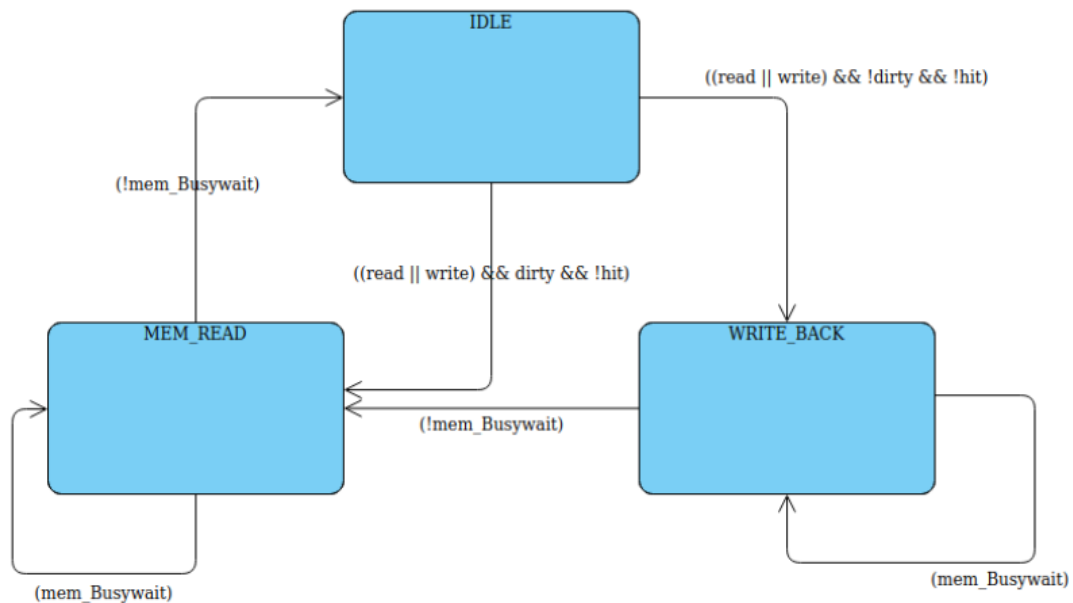 IDLE
((read || write) && !dirty && !hit)
(!mem_Busywait)
((read || write) && dirty && !hit)
MEM_READ
WRITE_BACK
(!mem_Busywait)
(mem_Busywait)
(mem_Busywait)